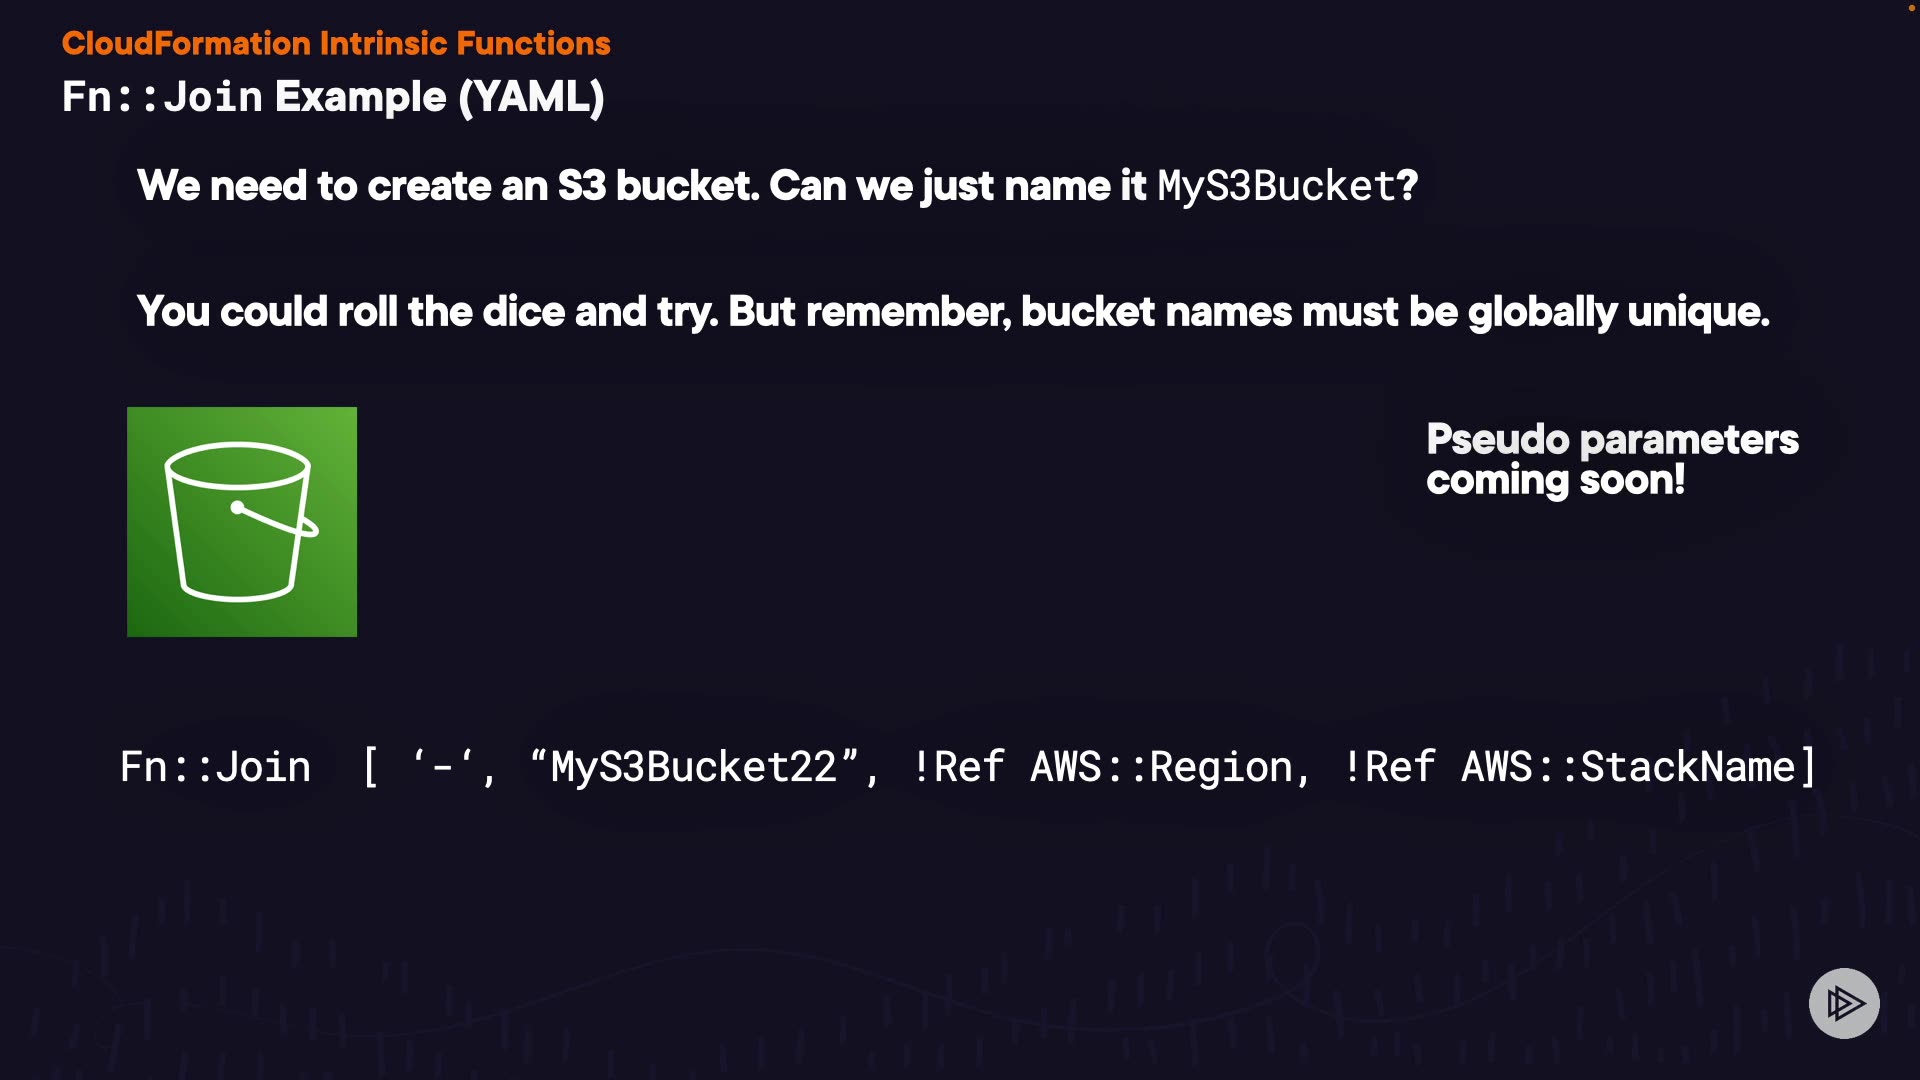 CloudFormation Intrinsic Functions
Fn::Join Example (YAML)
We need to create an S3 bucket. Can we just name it MyS3Bucket?
You could roll the dice and try. But remember, bucket names must be globally unique.
Pseudo parameters
coming soon!
Fn::Join [ ‘-‘, “MyS3Bucket22”, !Ref AWS::Region, !Ref AWS::StackName]